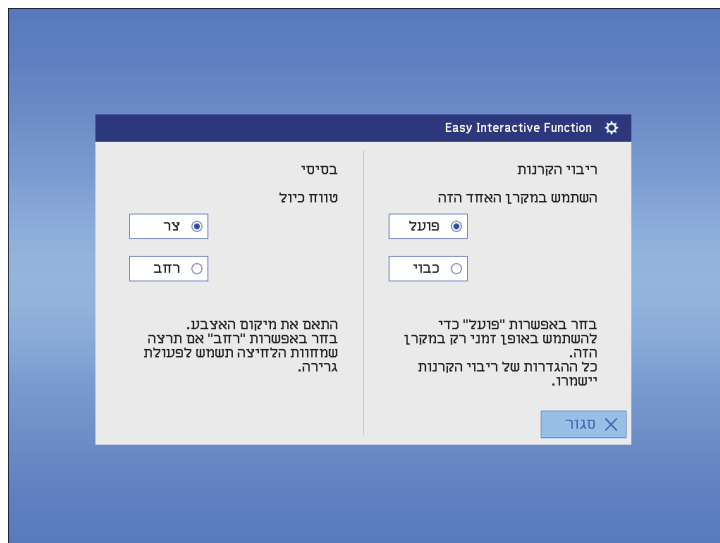 Easy Interactive Function
ריבוי הקרנות
השתמש במקרן האחד הזה
פועל
כבוי
בחר באפשרות "פועל" כדי
להשתמש באופן זמני רק במקרן
הזה.
כל ההגדרות של ריבוי הקרנות
יישמרו.
בסיסי
טווח כיול
צר
רחב
התאם את מיקום האצבע.
בחר באפשרות "רחב" אם תרצה
שמחוות הלחיצה תשמש לפעולת
גרירה.
סגור